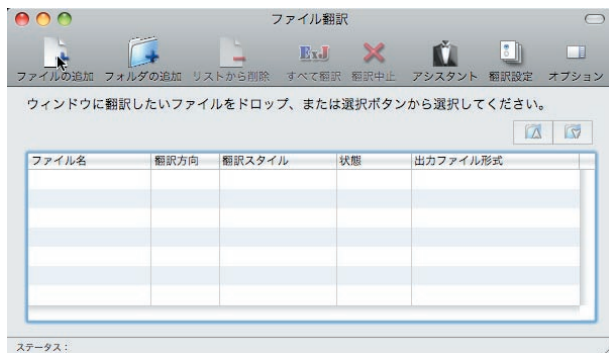 ファイル翻訳
ファイルの追加 フォルダの追加 リストから削除 すべて翻訳 翻訳中止 アシスタント 翻訳設定 オプション
ウィンドウに翻訳したいファイルをドロップ、または選択ボタンから選択してください。
ファイル名 翻訳方向 翻訳スタイル 状態 出力ファイル形式
ステータス：